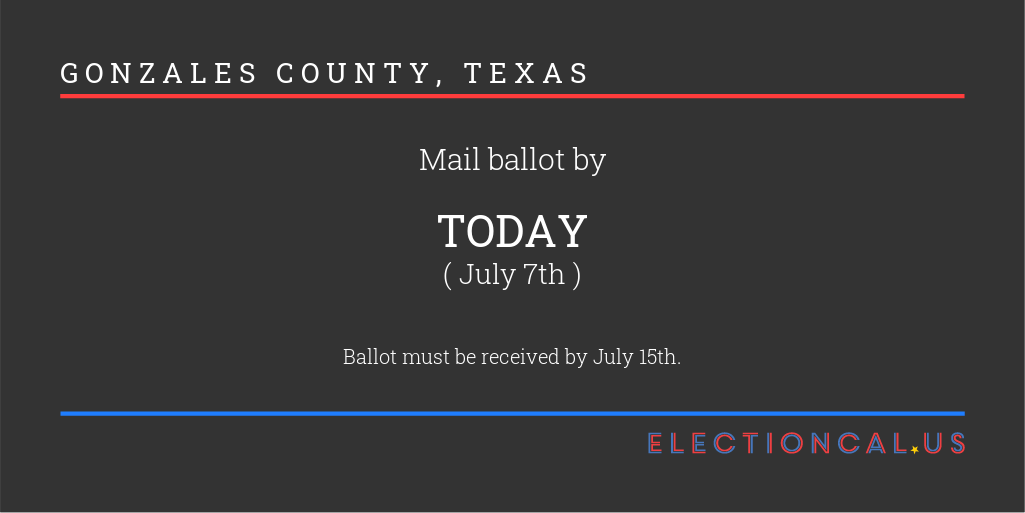 GONZALES COUNTY, TEXAS
Mail ballot by
TODAY
( July 7th )
Ballot must be received by July 15th.
ELECTIONCAL.US